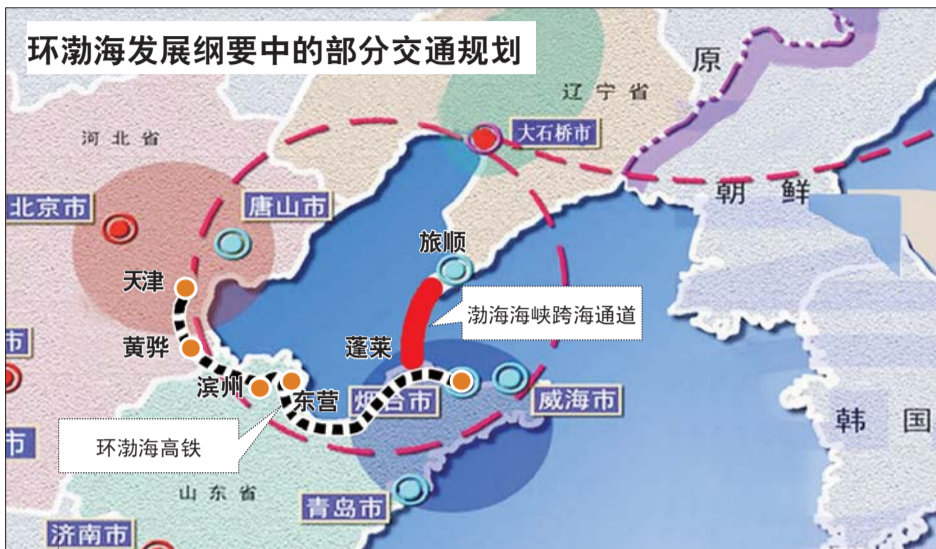 环渤海发展纲要中的部分交通规划
原
辽宁省
大石桥市
河北省
朝鲜
北京市
唐山市
旅顺
天津
渤海海峡跨海通道
黄骅
蓬莱
市
滨州
东营
烟台市
威海市
韩国
环渤海高铁
市
山东省
青岛市
济南市